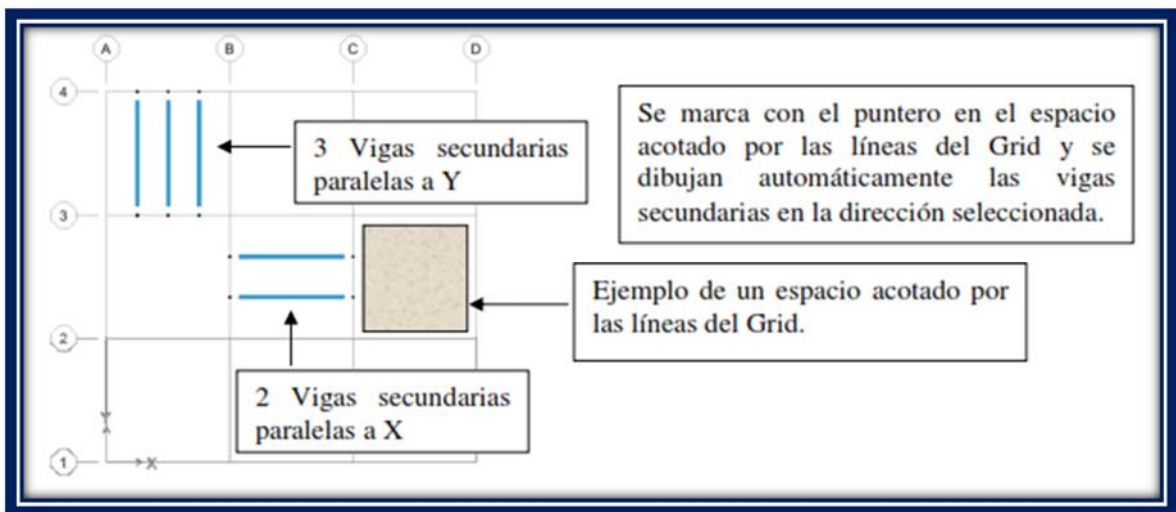 A B C D
4
3 Vigas secundarias
paralelas a Y
Se marca con el puntero en el espacio
acotado por las líneas del Grid y se
dibujan automáticamente las vigas
secundarias en la dirección seleccionada.
3
Ejemplo de un espacio acotado por
las líneas del Grid.
2
2 Vigas secundarias
paralelas a X
Y
1 X